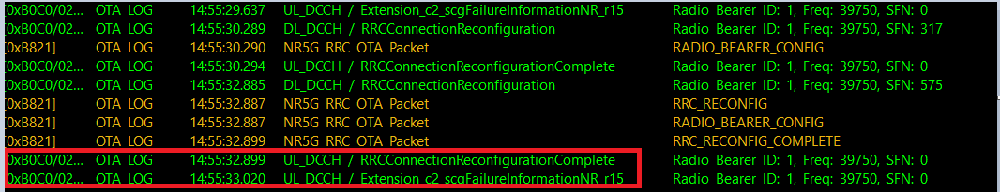 [0xB0C0/02... OTA LOG 14:55:29.637 UL_DCCH / Extension_c2_scgFailureInformationNR_r15 Radio Bearer ID: 1, Freq: 39750, SFN: 0
[0xB0C0/02... OTA LOG 14:55:30.289 DL_DCCH / RRCConnectionReconfiguration Radio Bearer ID: 1, Freq: 39750, SFN: 317
[0xB821] OTA LOG 14:55:30.290 NR5G RRC OTA Packet RADIO_BEARER_CONFIG
[0xB0C0/02... OTA LOG 14:55:30.294 UL_DCCH / RRCConnectionReconfigurationComplete Radio Bearer ID: 1, Freq: 39750, SFN: 0
[0xB0C0/02... OTA LOG 14:55:32.885 DL_DCCH / RRCConnectionReconfiguration Radio Bearer ID: 1, Freq: 39750, SFN: 575
[0xB821] OTA LOG 14:55:32.887 NR5G RRC OTA Packet RRC_RECONFIG
[0xB821] OTA LOG 14:55:32.887 NR5G RRC OTA Packet RADIO_BEARER_CONFIG
[0xB821] OTA LOG 14:55:32.899 NR5G RRC OTA Packet RRC_RECONFIG_COMPLETE
[0xB0C0/02... OTA LOG 14:55:32.899 UL_DCCH / RRCConnectionReconfigurationComplete Radio Bearer ID: 1, Freq: 39750, SFN: 0
[0xB0C0/02... OTA LOG 14:55:33.020 UL_DCCH / Extension_c2_scgFailureInformationNR_r15 Radio Bearer ID: 1, Freq: 39750, SFN: 0